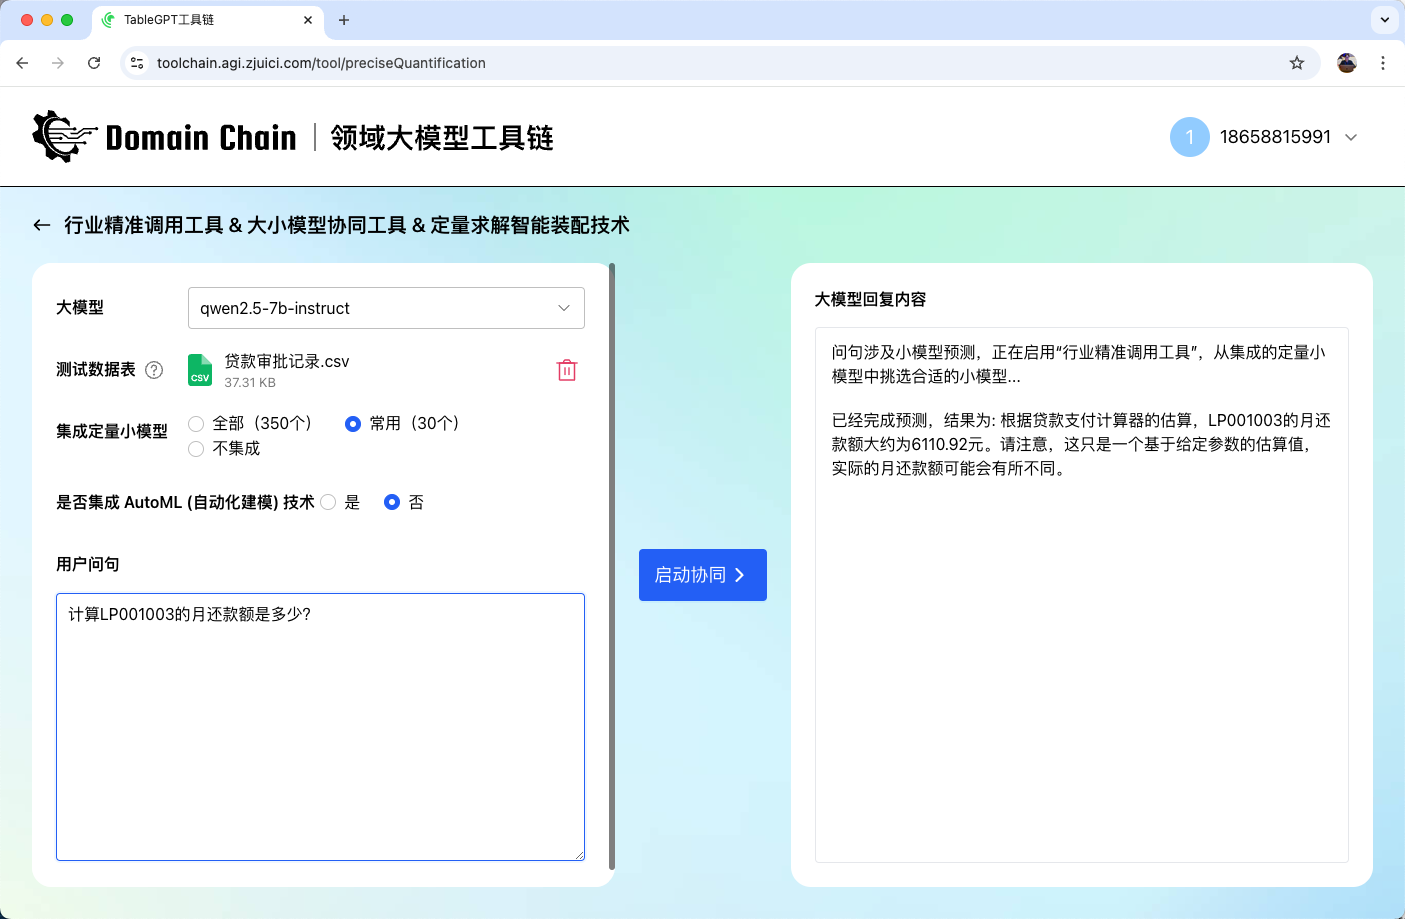 TableGPT工具链
toolchain.agi.zjuici.com/tool/preciseQuantification
Domain Chain
领域大模型工具链
1
18658815991
行业精准调用工具 & 大小模型协同工具 & 定量求解智能装配技术
大模型
qwen2.5-7b-instruct
测试数据表
?
CSV
贷款审批记录.csv
37.31 KB
集成定量小模型
全部（350个）
常用（30个）
不集成
是否集成 AutoML (自动化建模) 技术
是
否
用户问句
计算LP001003的月还款额是多少?
启动协同
大模型回复内容
问句涉及小模型预测，正在启用“行业精准调用工具”，从集成的定量小
模型中挑选合适的小模型...
已经完成预测，结果为: 根据贷款支付计算器的估算，LP001003的月还
款额大约为6110.92元。请注意，这只是一个基于给定参数的估算值，
实际的月还款额可能会有所不同。